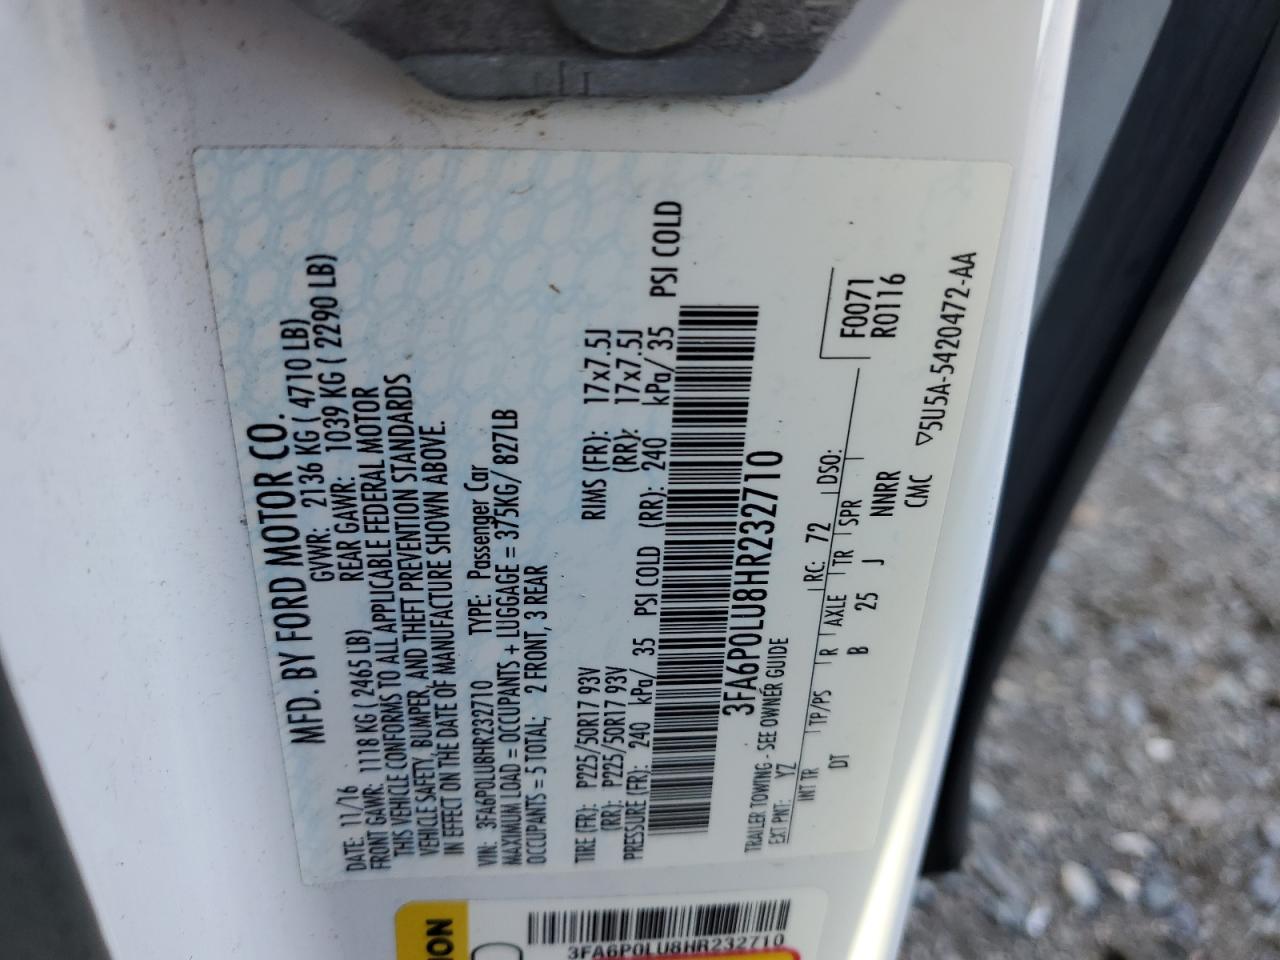 MFD. BY FORD MOTOR CO.
DATE: 11/16 GVWR: 2136 KG ( 4710 LB)
FRONT GAWR: 1118 KG ( 2465 LB) REAR GAWR: 1039 KG ( 2290 LB)
THIS VEHICLE CONFORMS TO ALL APPLICABLE FEDERAL MOTOR
VEHICLE SAFETY, BUMPER, AND THEFT PREVENTION STANDARDS
IN EFFECT ON THE DATE OF MANUFACTURE SHOWN ABOVE.
VIN: 3FA6P0LU8HR232710 TYPE: Passenger Car
MAXIMUM LOAD = OCCUPANTS + LUGGAGE = 375KG/ 827LB
OCCUPANTS = 5 TOTAL, 2 FRONT, 3 REAR
TIRE (FR): P225/50R17 93V RIMS (FR): 17x7.5J
(RR): P225/50R17 93V (RR): 17x7.5J
PRESSURE (FR): 240 kPa/ 35 PSI COLD (RR): 240 kPa/ 35 PSI COLD
3FA6P0LU8HR232710
TRAILER TOWING - SEE OWNER GUIDE
EXT PNT: YZ RC: 72 DSO: F0071
INT TR TP/PS R AXLE TR SPR R0116
DT B 25 J NNRR
CMC ▽5U5A-5420472-AA
ION
3FA6P0LU8HR232710